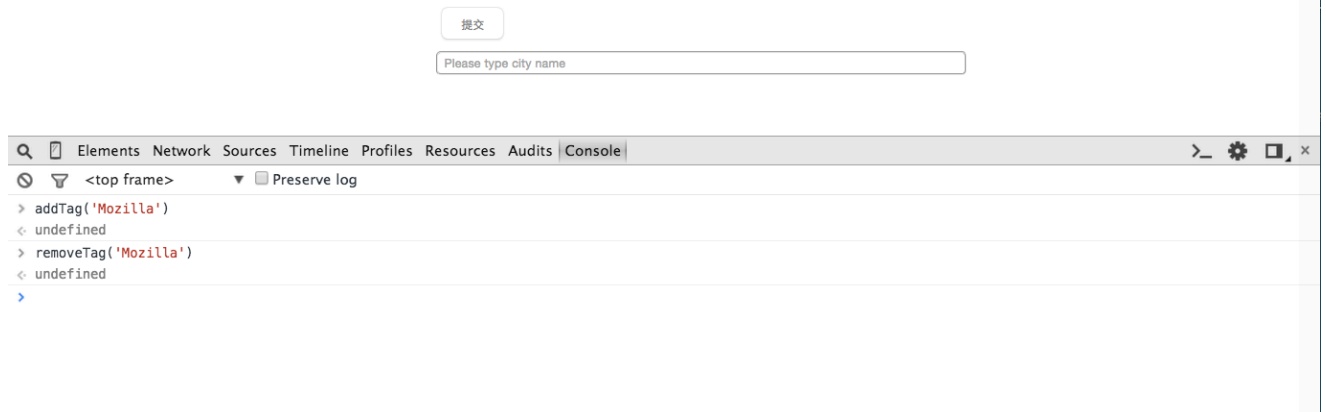 提交
Please type city name
Elements Network Sources Timeline Profiles Resources Audits Console
<top frame> Preserve log
addTag('Mozilla')
undefined
removeTag('Mozilla')
undefined